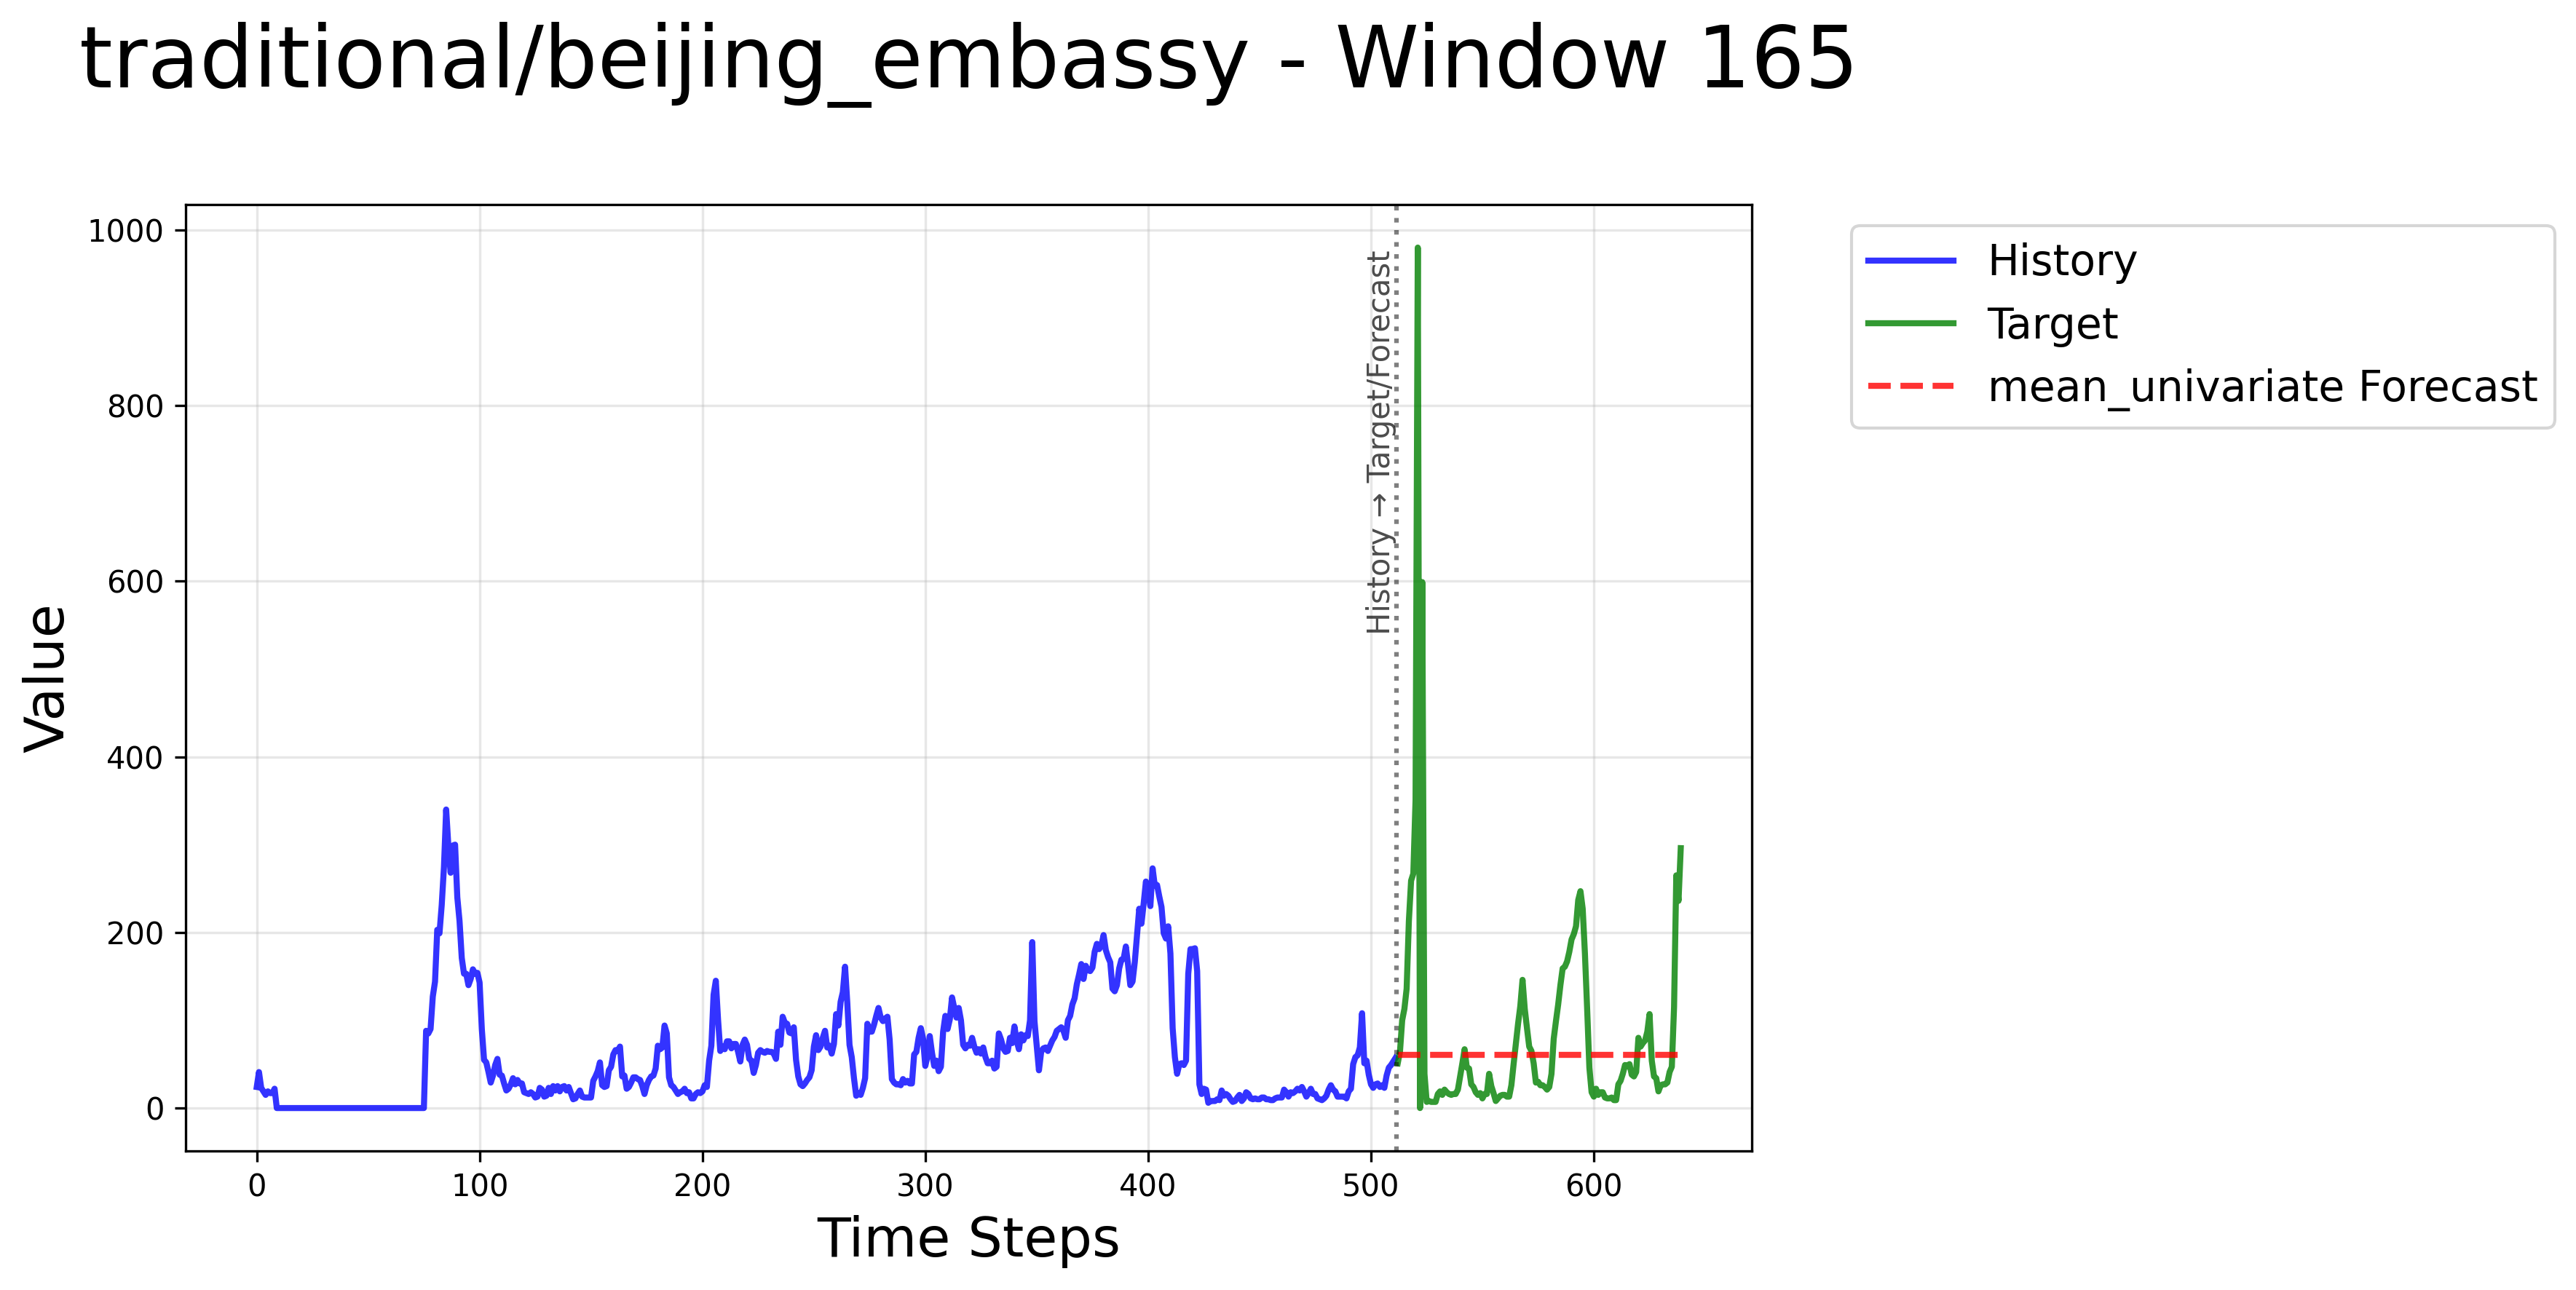 traditional/beijing_embassy - Window 165
1000
800
600
400
200
0
Value
History → Target/Forecast
0 100 200 300 400 500 600
Time Steps
History
Target
mean_univariate Forecast